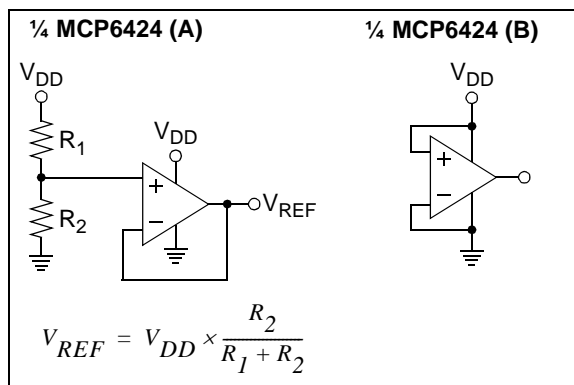 ¼ MCP6424 (A)
¼ MCP6424 (B)
VDD
R1
R2
VDD
+
−
VREF
VDD
+
−
VREF = VDD × R2 / R1 + R2